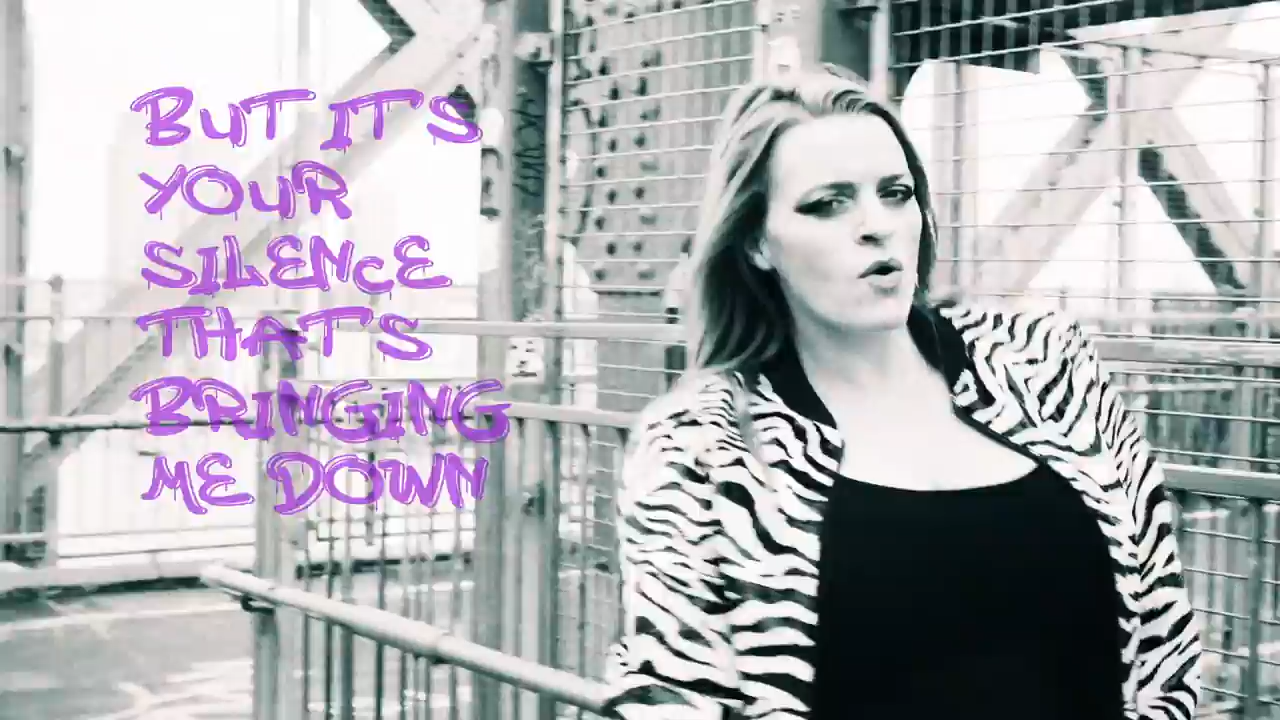 BUT IT'S
YOUR
SILENCE
THAT'S
BRINGING
ME DOWN